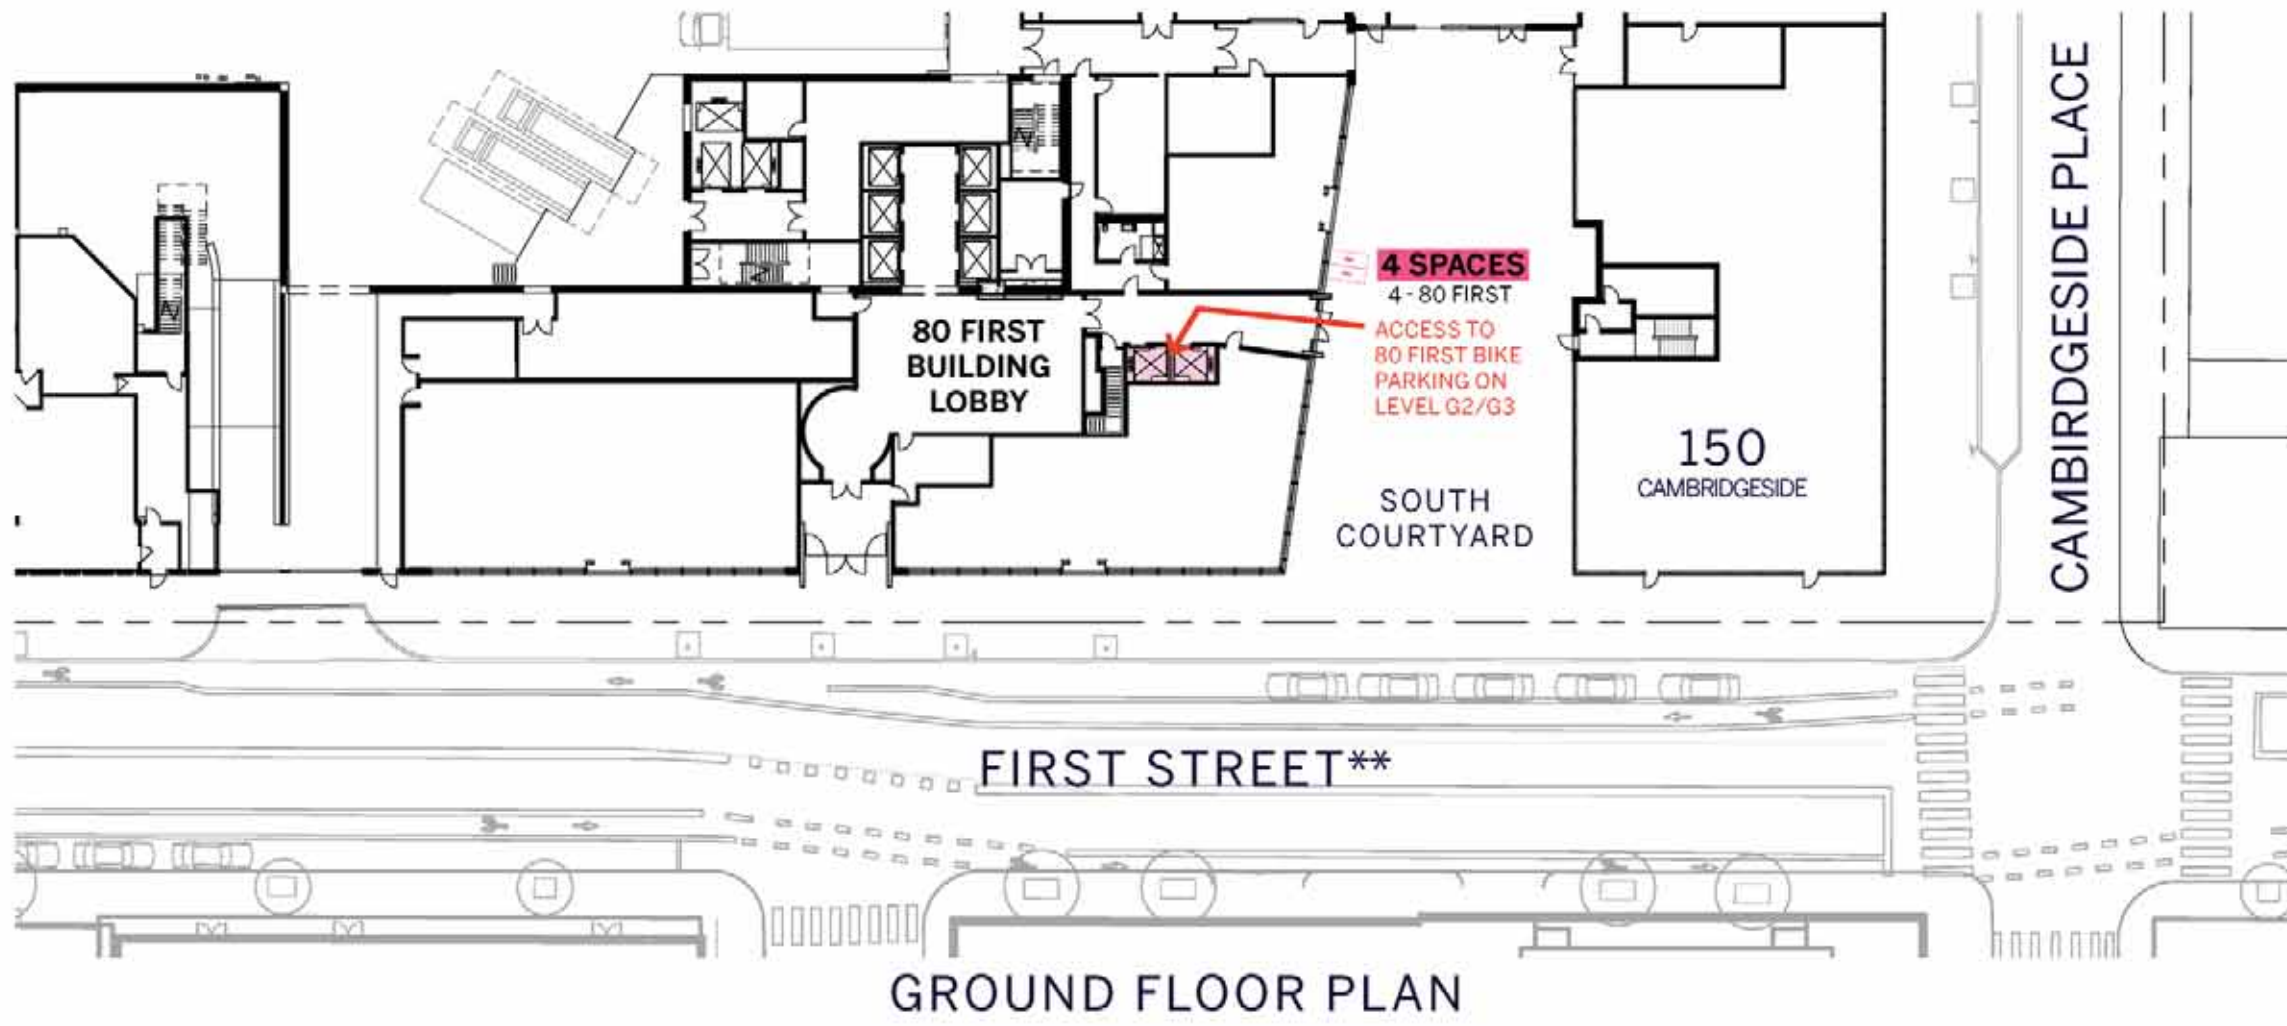 4 SPACES
4 - 80 FIRST
ACCESS TO
80 FIRST BIKE
PARKING ON
LEVEL G2/G3
80 FIRST
BUILDING
LOBBY
150
CAMBRIDGESIDE
SOUTH
COURTYARD
CAMBIRDGESIDE PLACE
FIRST STREET**
GROUND FLOOR PLAN